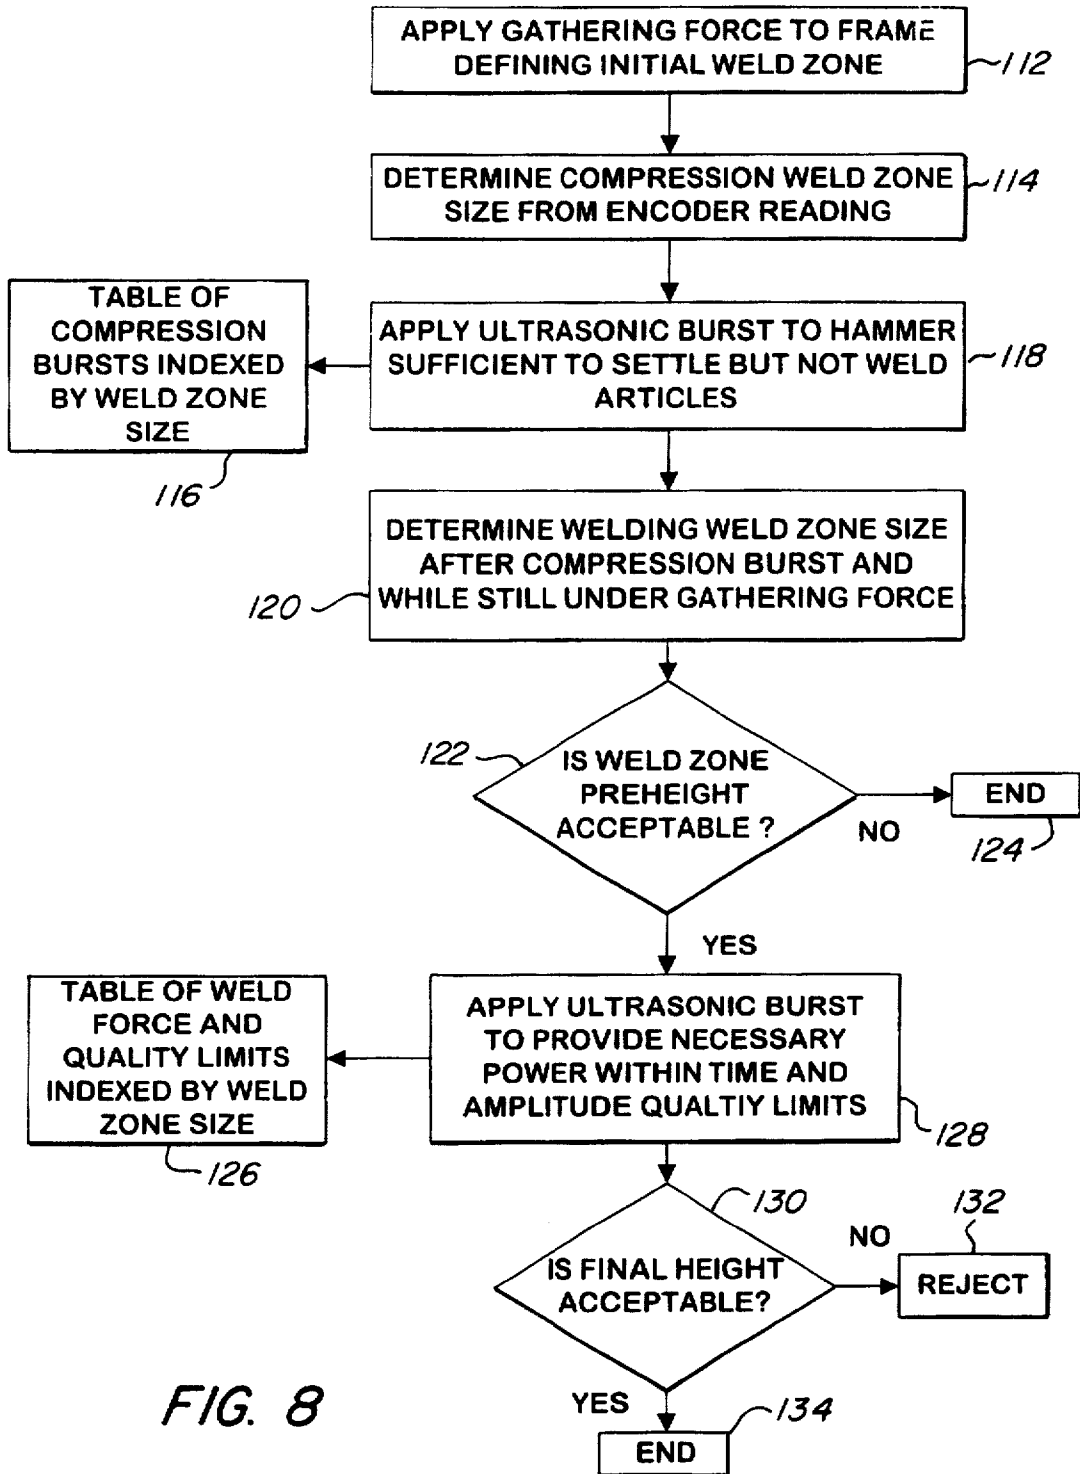 APPLY GATHERING FORCE TO FRAME
DEFINING INITIAL WELD ZONE
112
DETERMINE COMPRESSION WELD ZONE
SIZE FROM ENCODER READING
114
TABLE OF
COMPRESSION
BURSTS INDEXED
BY WELD ZONE
SIZE
116
APPLY ULTRASONIC BURST TO HAMMER
SUFFICIENT TO SETTLE BUT NOT WELD
ARTICLES
118
DETERMINE WELDING WELD ZONE SIZE
AFTER COMPRESSION BURST AND
WHILE STILL UNDER GATHERING FORCE
120
122
IS WELD ZONE
PREHEIGHT
ACCEPTABLE ?
NO
END
124
YES
TABLE OF WELD
FORCE AND
QUALITY LIMITS
INDEXED BY WELD
ZONE SIZE
126
APPLY ULTRASONIC BURST
TO PROVIDE NECESSARY
POWER WITHIN TIME AND
AMPLITUDE QUALTIY LIMITS
128
130
IS FINAL HEIGHT
ACCEPTABLE?
NO
132
REJECT
YES
END
134
FIG. 8